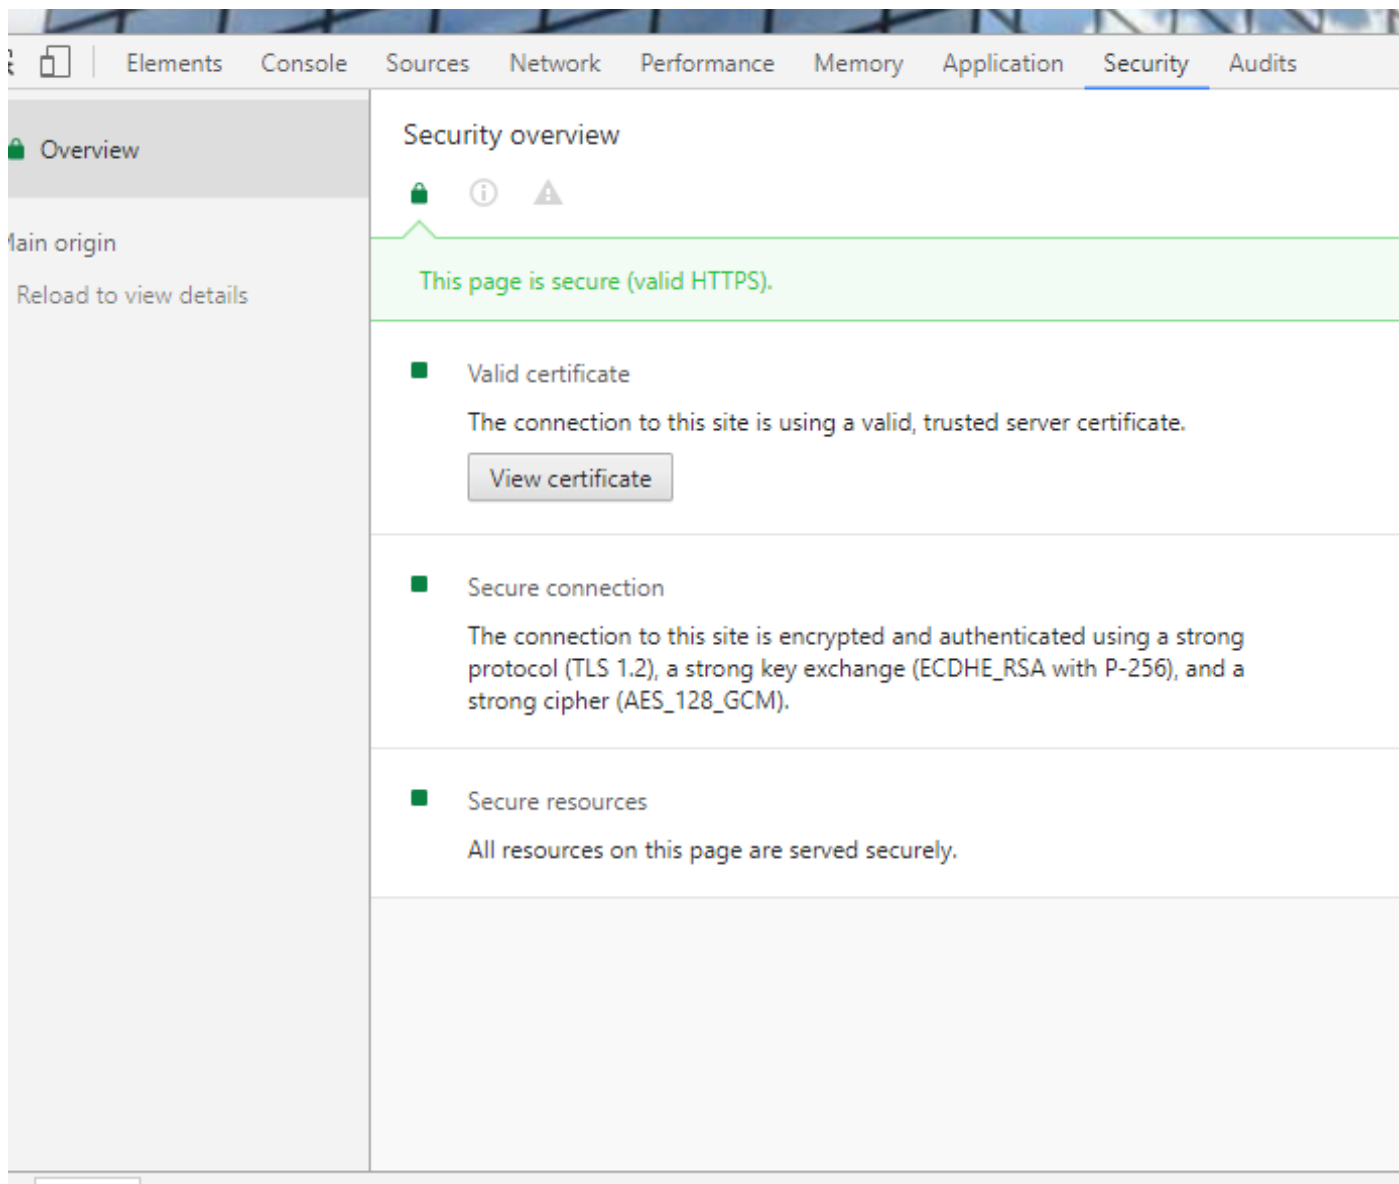 Elements Console Sources Network Performance Memory Application Security Audits
Overview
Main origin
Reload to view details
Security overview
This page is secure (valid HTTPS).
Valid certificate
The connection to this site is using a valid, trusted server certificate.
View certificate
Secure connection
The connection to this site is encrypted and authenticated using a strong
protocol (TLS 1.2), a strong key exchange (ECDHE_RSA with P-256), and a
strong cipher (AES_128_GCM).
Secure resources
All resources on this page are served securely.